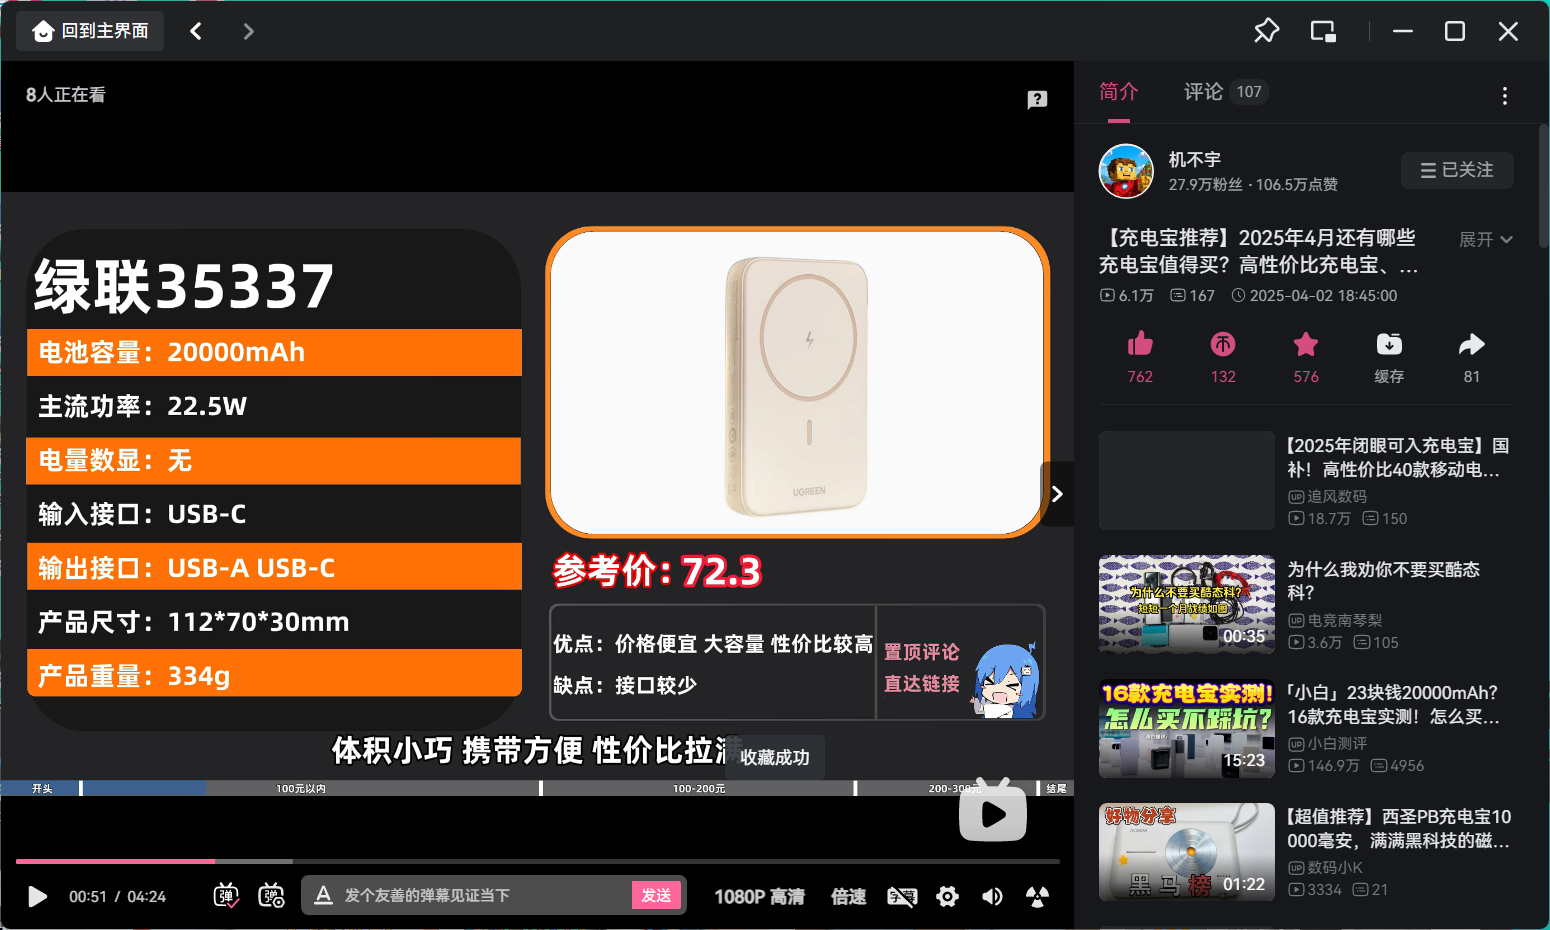 回到主界面
8人正在看
绿联35337
电池容量：20000mAh
主流功率：22.5W
电量数显：无
输入接口：USB-C
输出接口：USB-A USB-C
产品尺寸：112*70*30mm
产品重量：334g
UGREEN
参考价：72.3
优点：价格便宜 大容量 性价比较高
缺点：接口较少
置顶评论
直达链接
体积小巧 携带方便 性价比拉满
收藏成功
开头
100元以内
100-200元
200-300元
结尾
00:51 / 04:24
弹
弹
发个友善的弹幕见证当下
发送
1080P 高清
倍速
字幕
简介
评论 107
机不宇
27.9万粉丝 · 106.5万点赞
已关注
【充电宝推荐】2025年4月还有哪些
充电宝值得买？高性价比充电宝、...
展开
6.1万 167 2025-04-02 18:45:00
762
132
576
缓存
81
【2025年闭眼可入充电宝】国
补！高性价比40款移动电...
UP 追风数码
18.7万 150
为什么不要买酷态科?
短短一个月战绩如图
00:35
为什么我劝你不要买酷态
科？
UP 电竞南琴梨
3.6万 105
16款充电宝实测!
怎么买不踩坑?
15:23
「小白」23块钱20000mAh？
16款充电宝实测！怎么买...
UP 小白测评
146.9万 4956
好物分享
黑马榜
01:22
【超值推荐】西圣PB充电宝10
000毫安，满满黑科技的磁...
UP 数码小K
3334 21